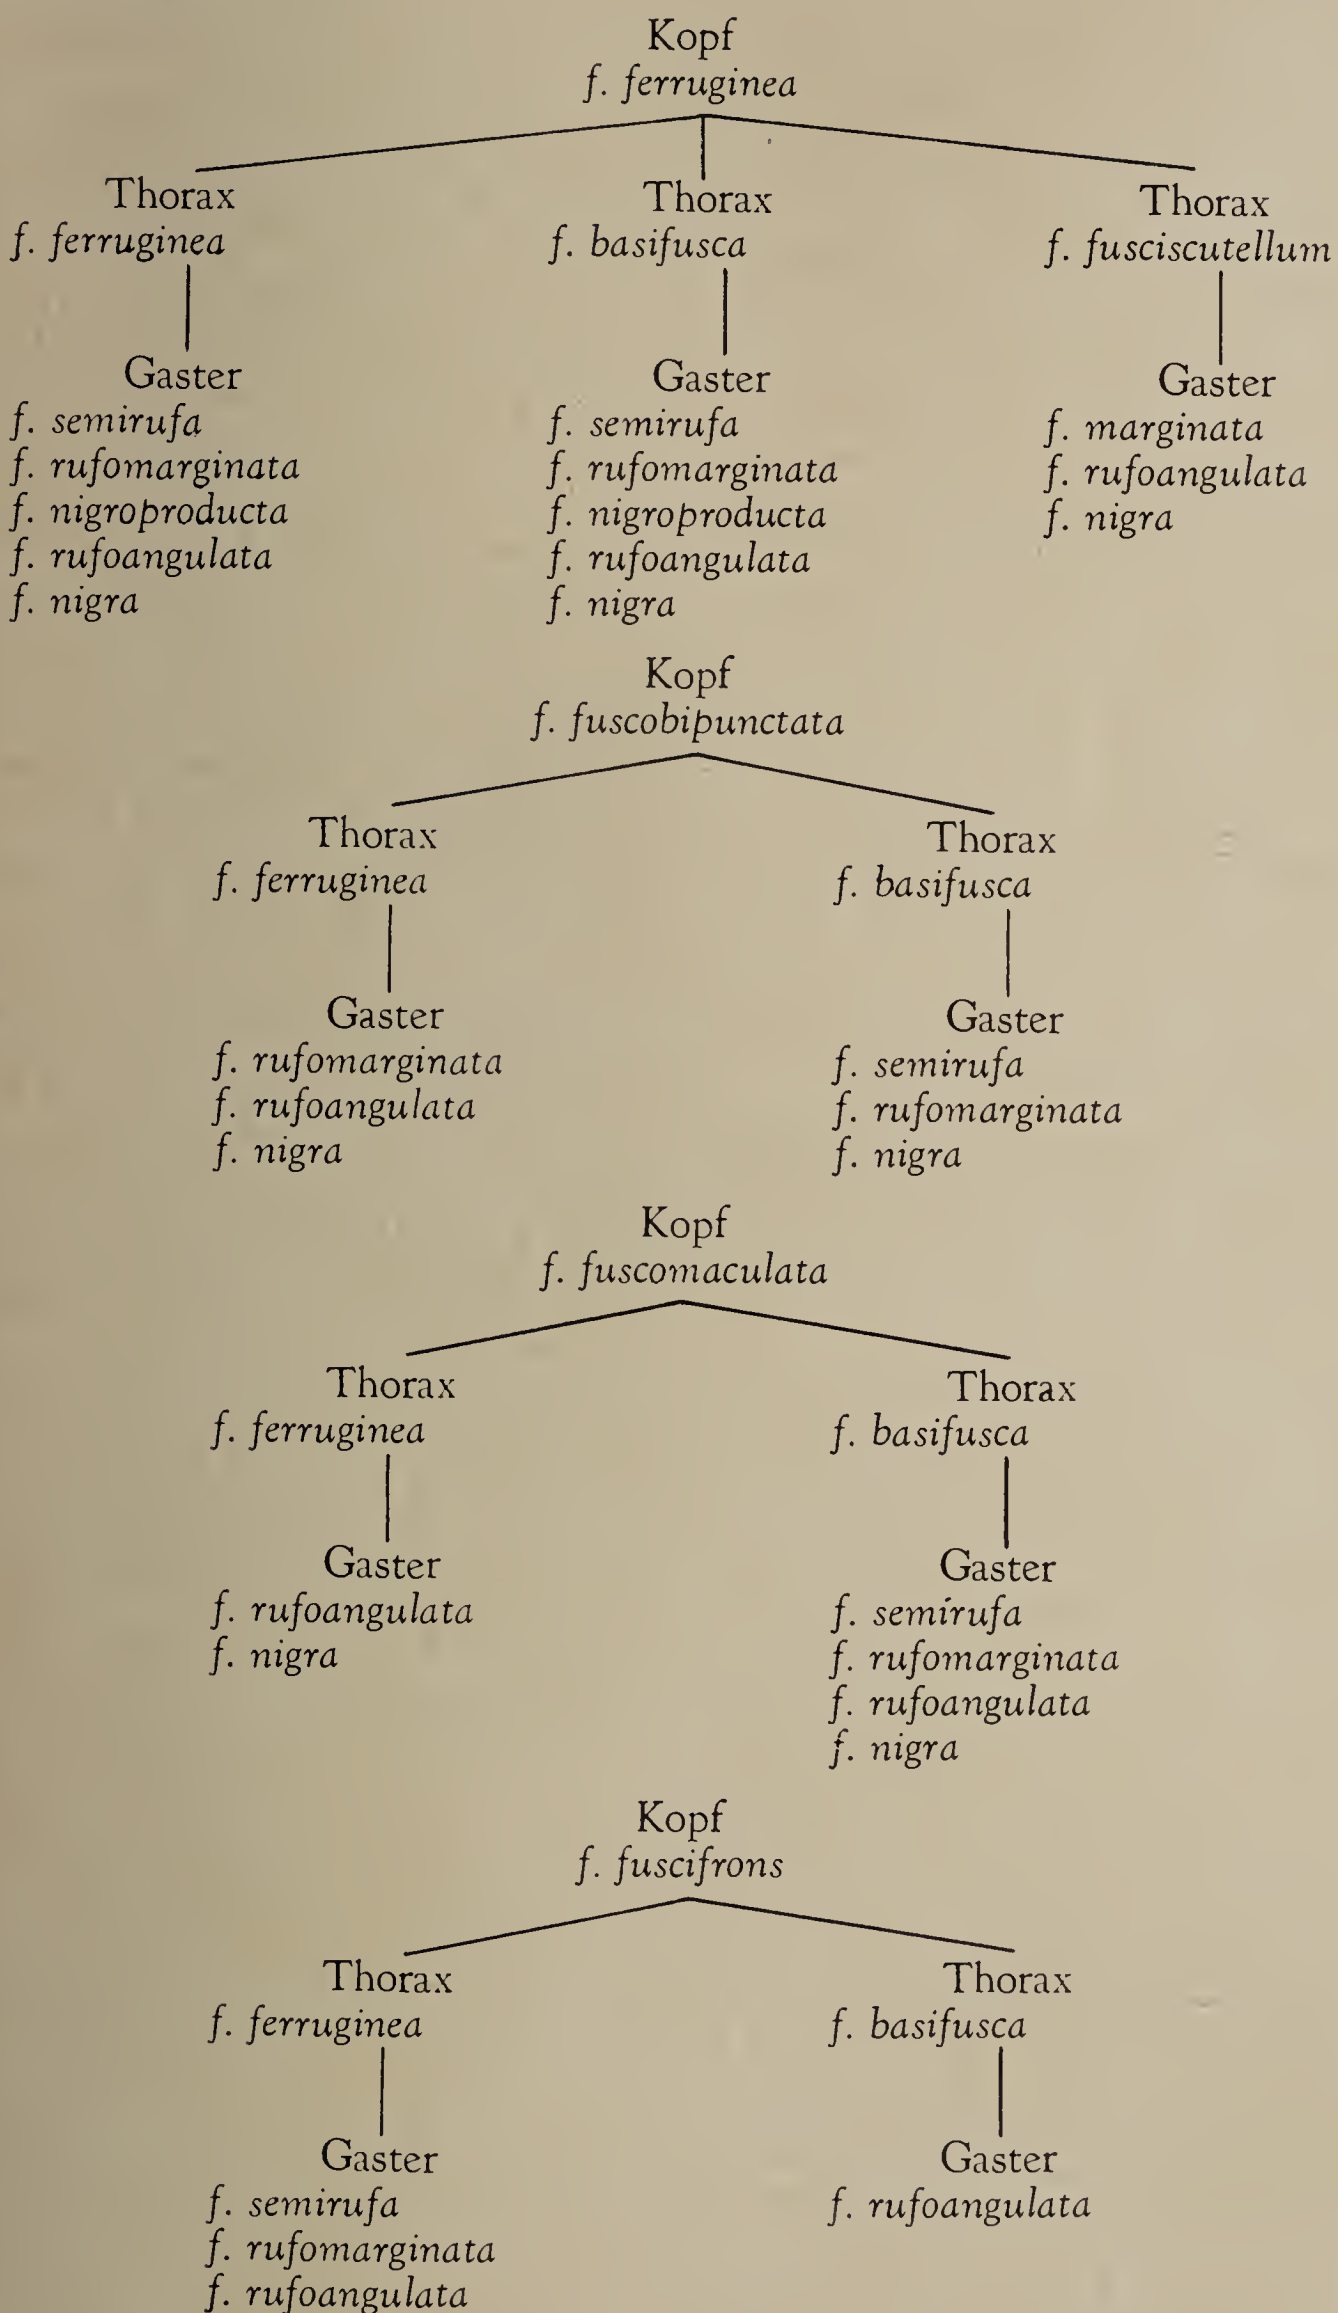 Kopf
f. ferruginea
Thorax
f. ferruginea
Gaster
f. semirufa
f. rufomarginata
f. nigroproducta
f. rufoangulata
f. nigra
Thorax
f. basifusca
Gaster
f. semirufa
f. rufomarginata
f. nigroproducta
f. rufoangulata
f. nigra
Thorax
f. fusciscutellum
Gaster
f. marginata
f. rufoangulata
f. nigra
Kopf
f. fuscobipunctata
Thorax
f. ferruginea
Gaster
f. rufomarginata
f. rufoangulata
f. nigra
Thorax
f. basifusca
Gaster
f. semirufa
f. rufomarginata
f. nigra
Kopf
f. fuscomaculata
Thorax
f. ferruginea
Gaster
f. rufoangulata
f. nigra
Thorax
f. basifusca
Gaster
f. semirufa
f. rufomarginata
f. rufoangulata
f. nigra
Kopf
f. fuscifrons
Thorax
f. ferruginea
Gaster
f. semirufa
f. rufomarginata
f. rufoangulata
Thorax
f. basifusca
Gaster
f. rufoangulata